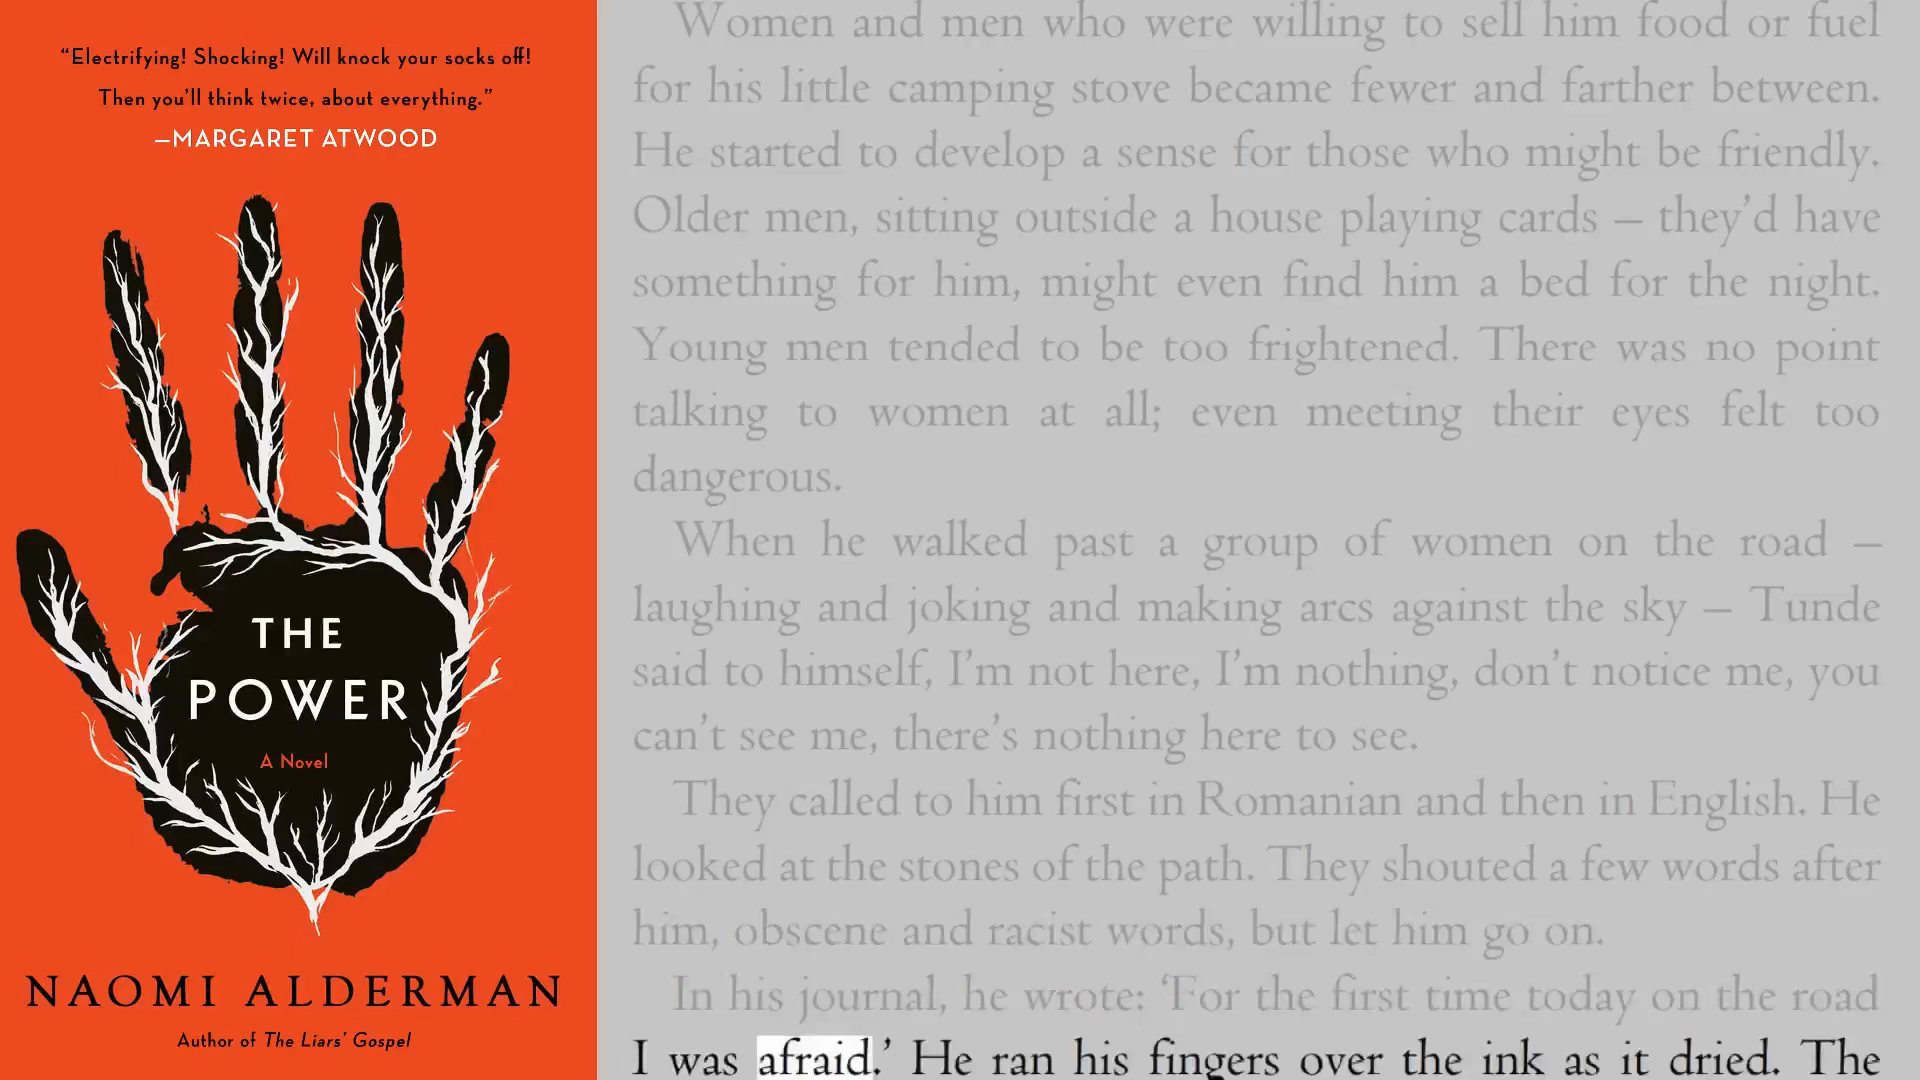 “Electrifying! Shocking! Will knock your socks off!
Then you’ll think twice, about everything.”
—MARGARET ATWOOD
THE
POWER
A Novel
NAOMI ALDERMAN
Author of The Liars’ Gospel
Women and men who were willing to sell him food or fuel
for his little camping stove became fewer and farther between.
He started to develop a sense for those who might be friendly.
Older men, sitting outside a house playing cards – they’d have
something for him, might even find him a bed for the night.
Young men tended to be too frightened. There was no point
talking to women at all; even meeting their eyes felt too
dangerous.
When he walked past a group of women on the road –
laughing and joking and making arcs against the sky – Tunde
said to himself, I’m not here, I’m nothing, don’t notice me, you
can’t see me, there’s nothing here to see.
They called to him first in Romanian and then in English. He
looked at the stones of the path. They shouted a few words after
him, obscene and racist words, but let him go on.
In his journal, he wrote: ‘For the first time today on the road
I was afraid.’ He ran his fingers over the ink as it dried. The